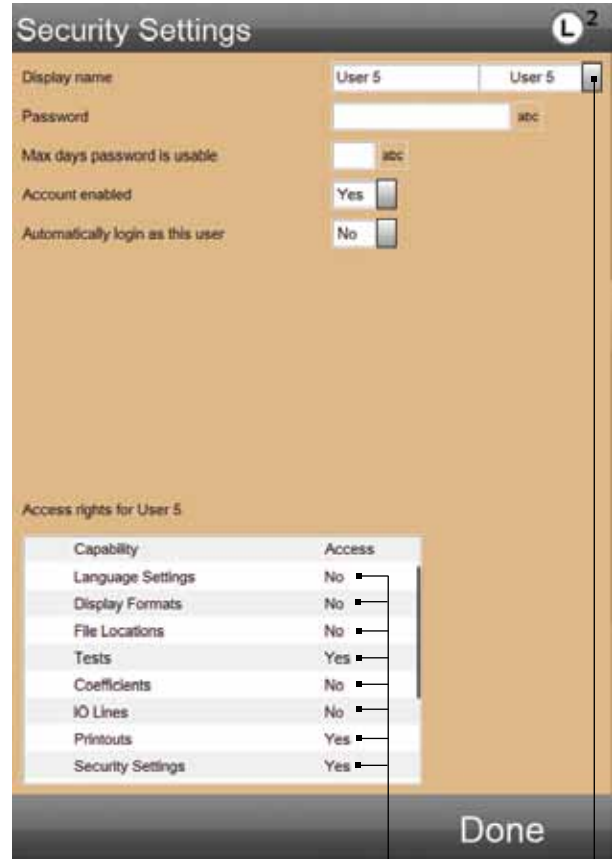 Security Settings L 2
Display name User 5 User 5
Password abc
Max days password is usable abc
Account enabled Yes
Automatically login as this user No
Access rights for User 5
Capability Access
Language Settings No
Display Formats No
File Locations No
Tests Yes
Coefficients No
IO Lines No
Printouts Yes
Security Settings Yes
Done